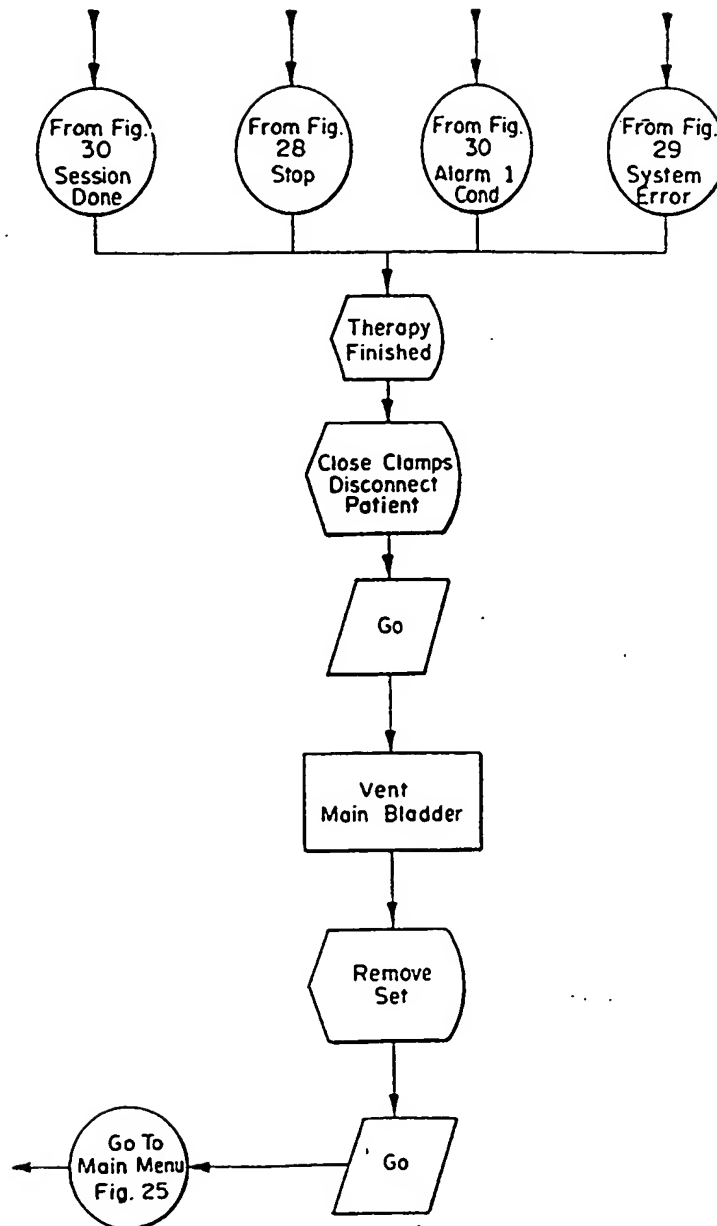 From Fig.
30
Session
Done
From Fig.
28
Stop
From Fig.
30
Alarm 1
Cond
From Fig.
29
System
Error
Therapy
Finished
Close Clamps
Disconnect
Patient
Go
Vent
Main Bladder
Remove
Set
Go To
Main Menu
Fig. 25
Go